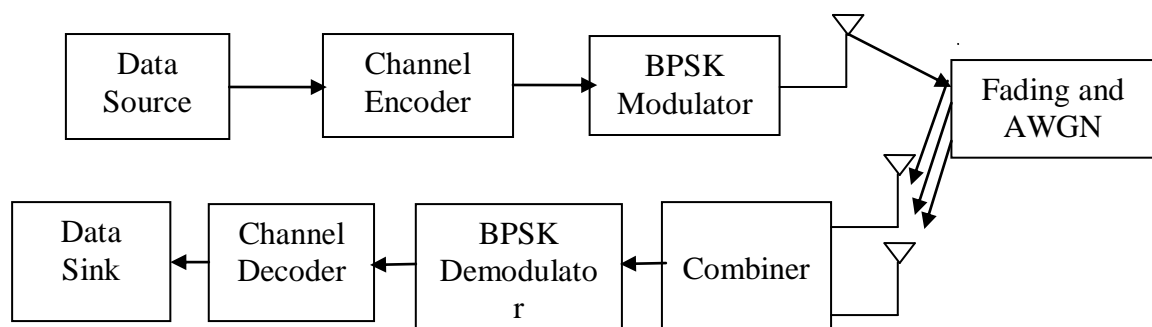 Data
Source
Channel
Encoder
BPSK
Modulator
Fading and
AWGN
Data
Sink
Channel
Decoder
BPSK
Demodulato
r
Combiner